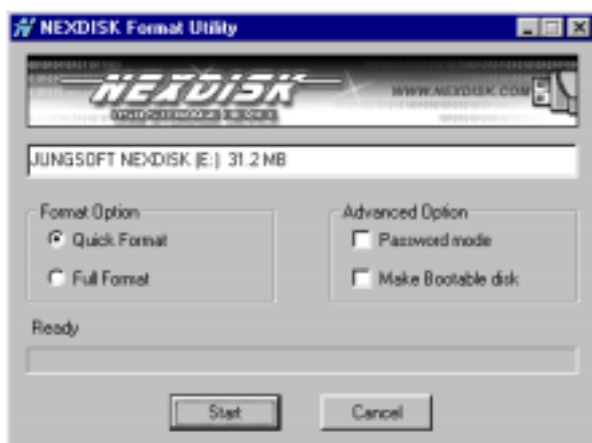 NEXDISK Format Utility
NEXDISK
WWW.NEXDISK.COM
JUNGSOFT NEXDISK (E:) 31.2 MB
Format Option
Quick Format
Full Format
Advanced Option
Password mode
Make Bootable disk
Ready
Start
Cancel